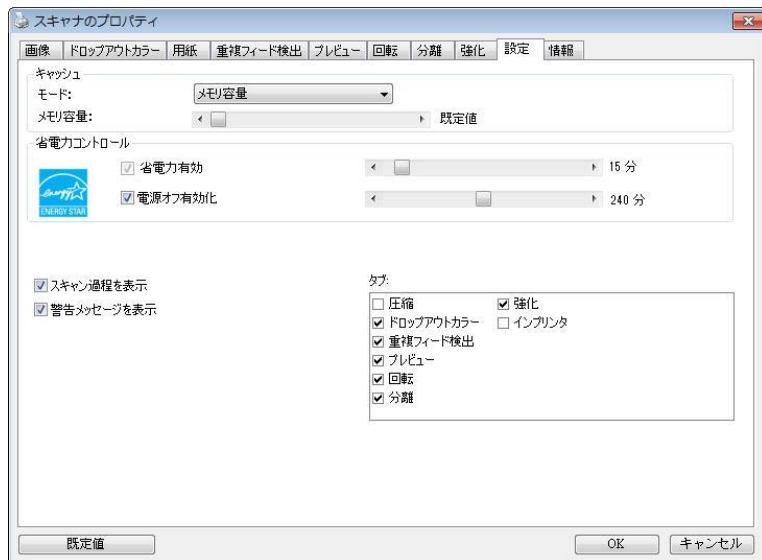 スキャナのプロパティ
画像 ドロップアウトカラー 用紙 重複フィード検出 プレビュー 回転 分離 強化 設定 情報
キャッシュ
モード: メモリ容量
メモリ容量: 既定値
省電力コントロール
省電力有効 15 分
電源オフ有効化 240 分
energy
ENERGY STAR
スキャン過程を表示
警告メッセージを表示
タブ:
圧縮 強化
ドロップアウトカラー インプリンタ
重複フィード検出
プレビュー
回転
分離
既定値 OK キャンセル